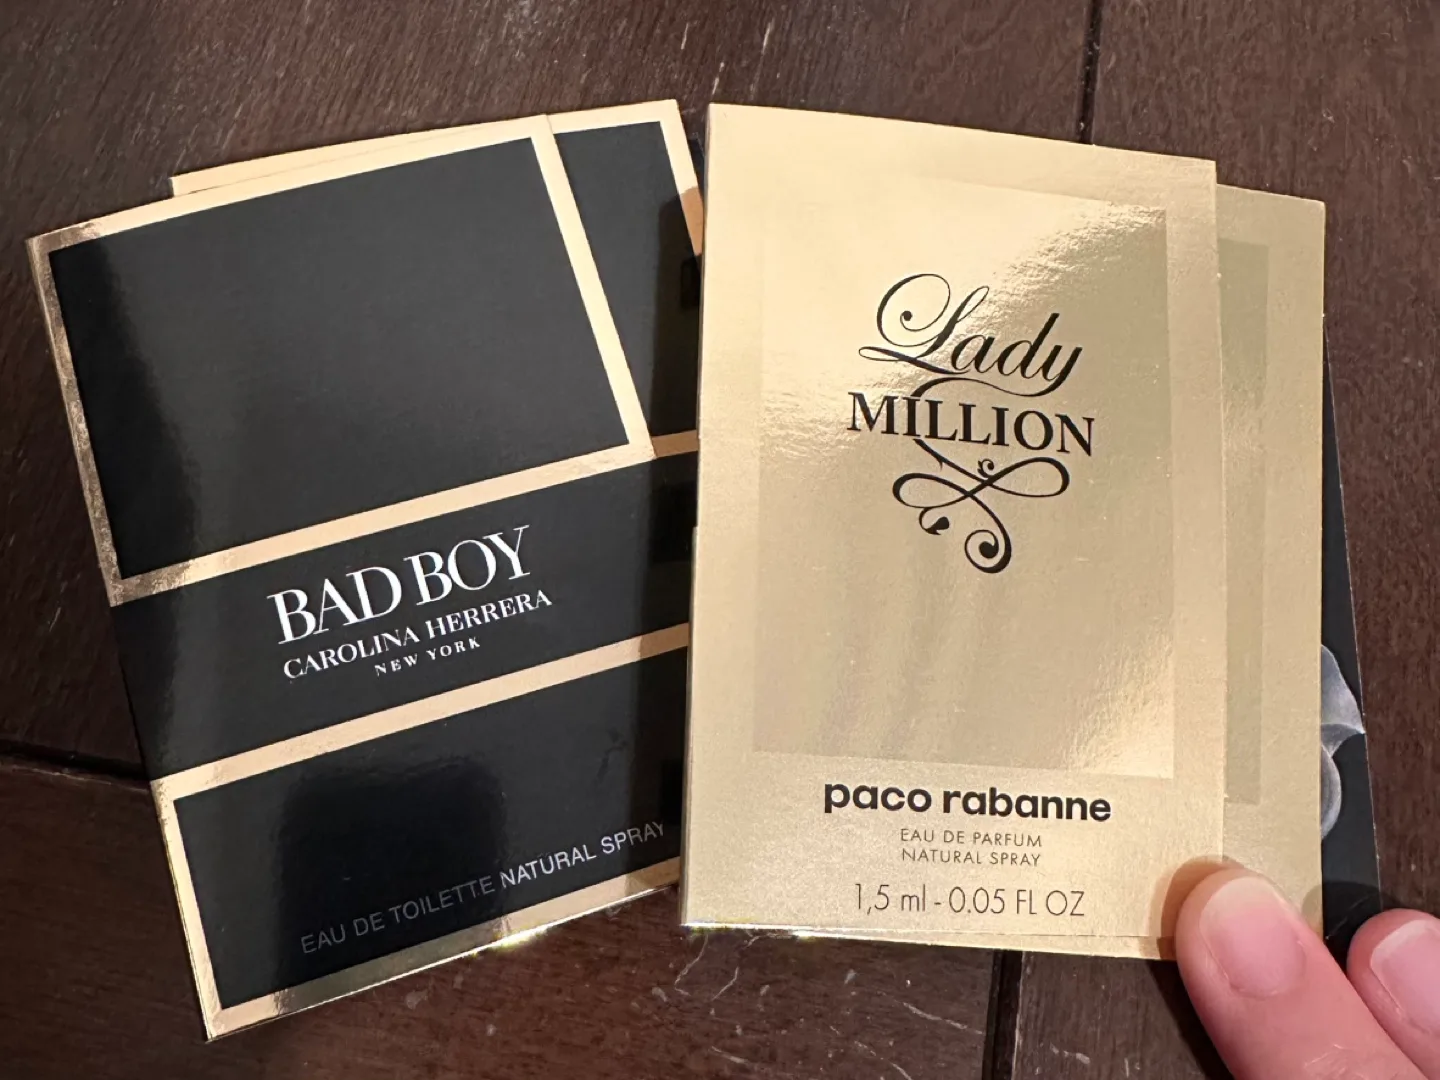 BAD BOY
CAROLINA HERRERA
NEW YORK
EAU DE TOILETTE NATURAL SPRAY
Lady
MILLION
paco rabanne
EAU DE PARFUM
NATURAL SPRAY
1,5 ml - 0.05 FL OZ